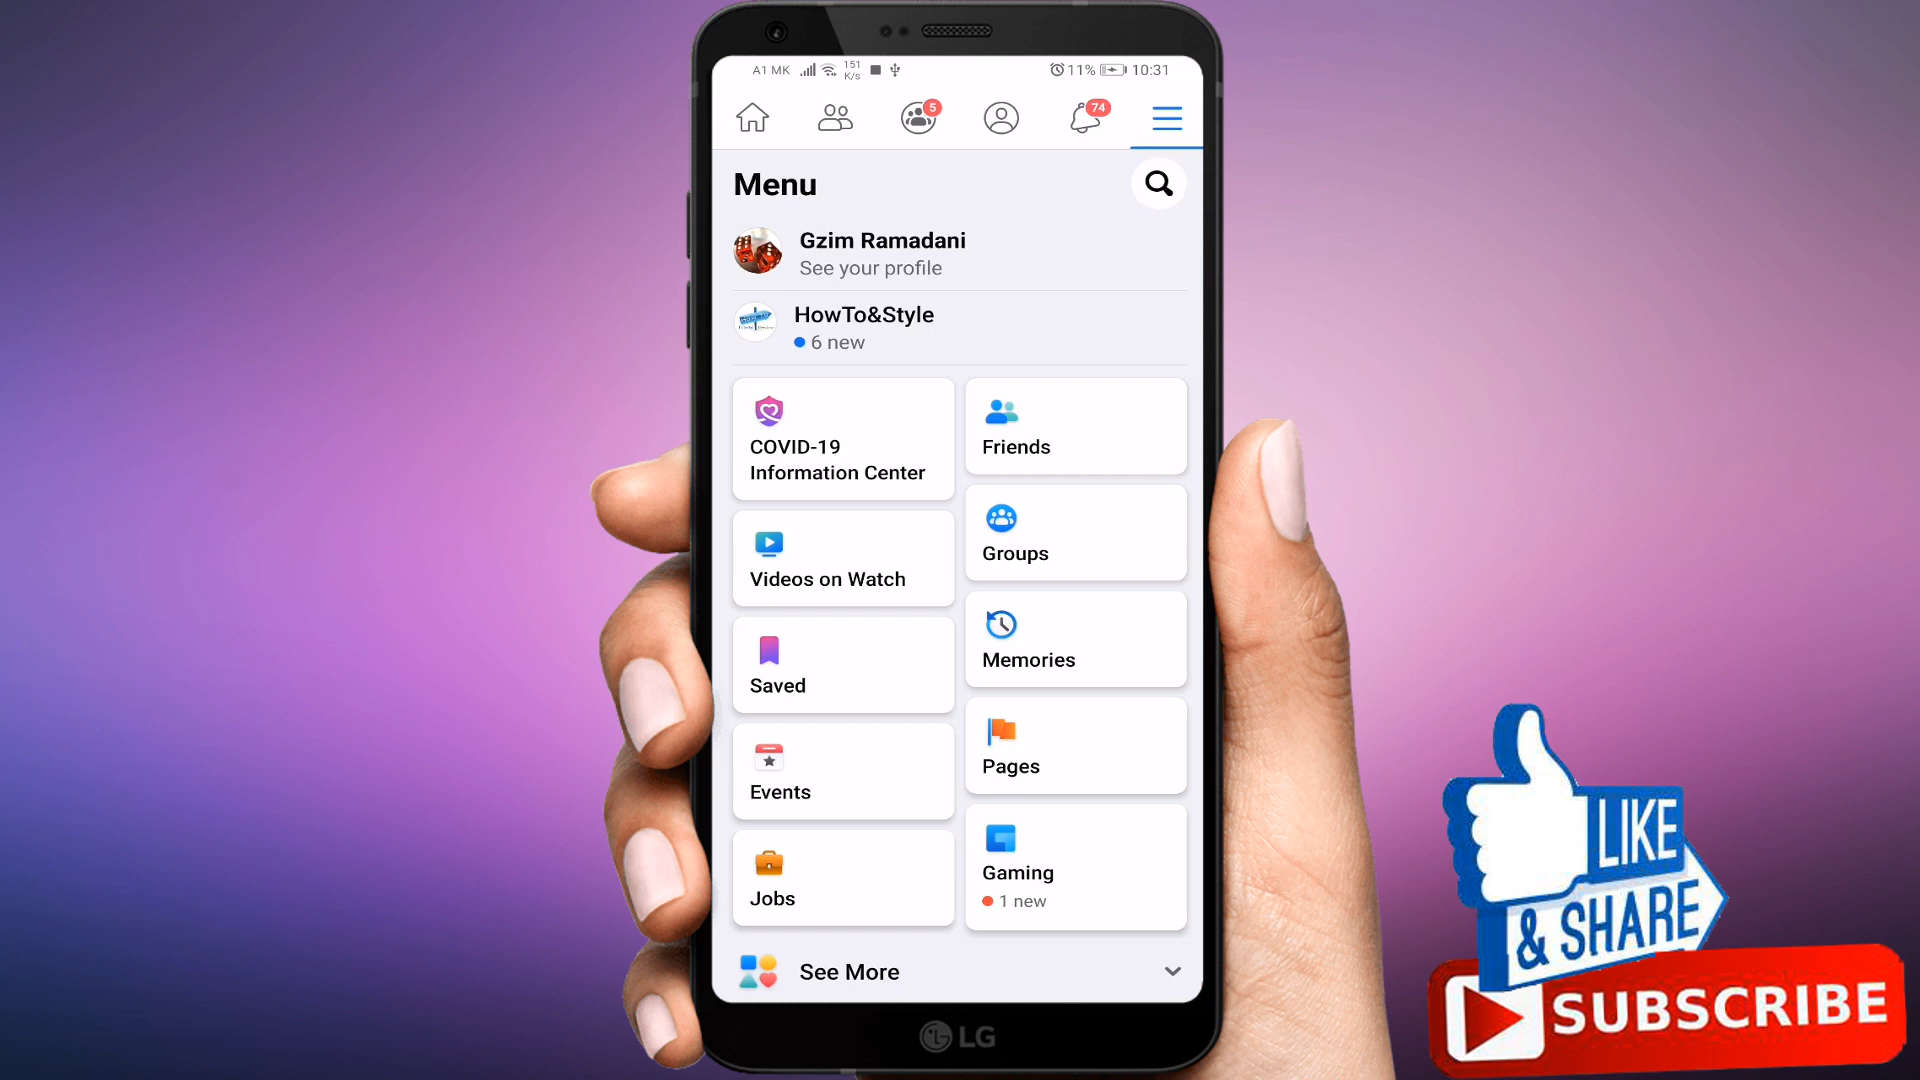 A1 MK
151
K/s
11%
10:31
5
74
Menu
Gzim Ramadani
See your profile
HowTo&Style
6 new
COVID-19
Information Center
Friends
Groups
Videos on Watch
Memories
Saved
Pages
Events
Gaming
1 new
Jobs
See More
LG
LIKE
& SHARE
SUBSCRIBE